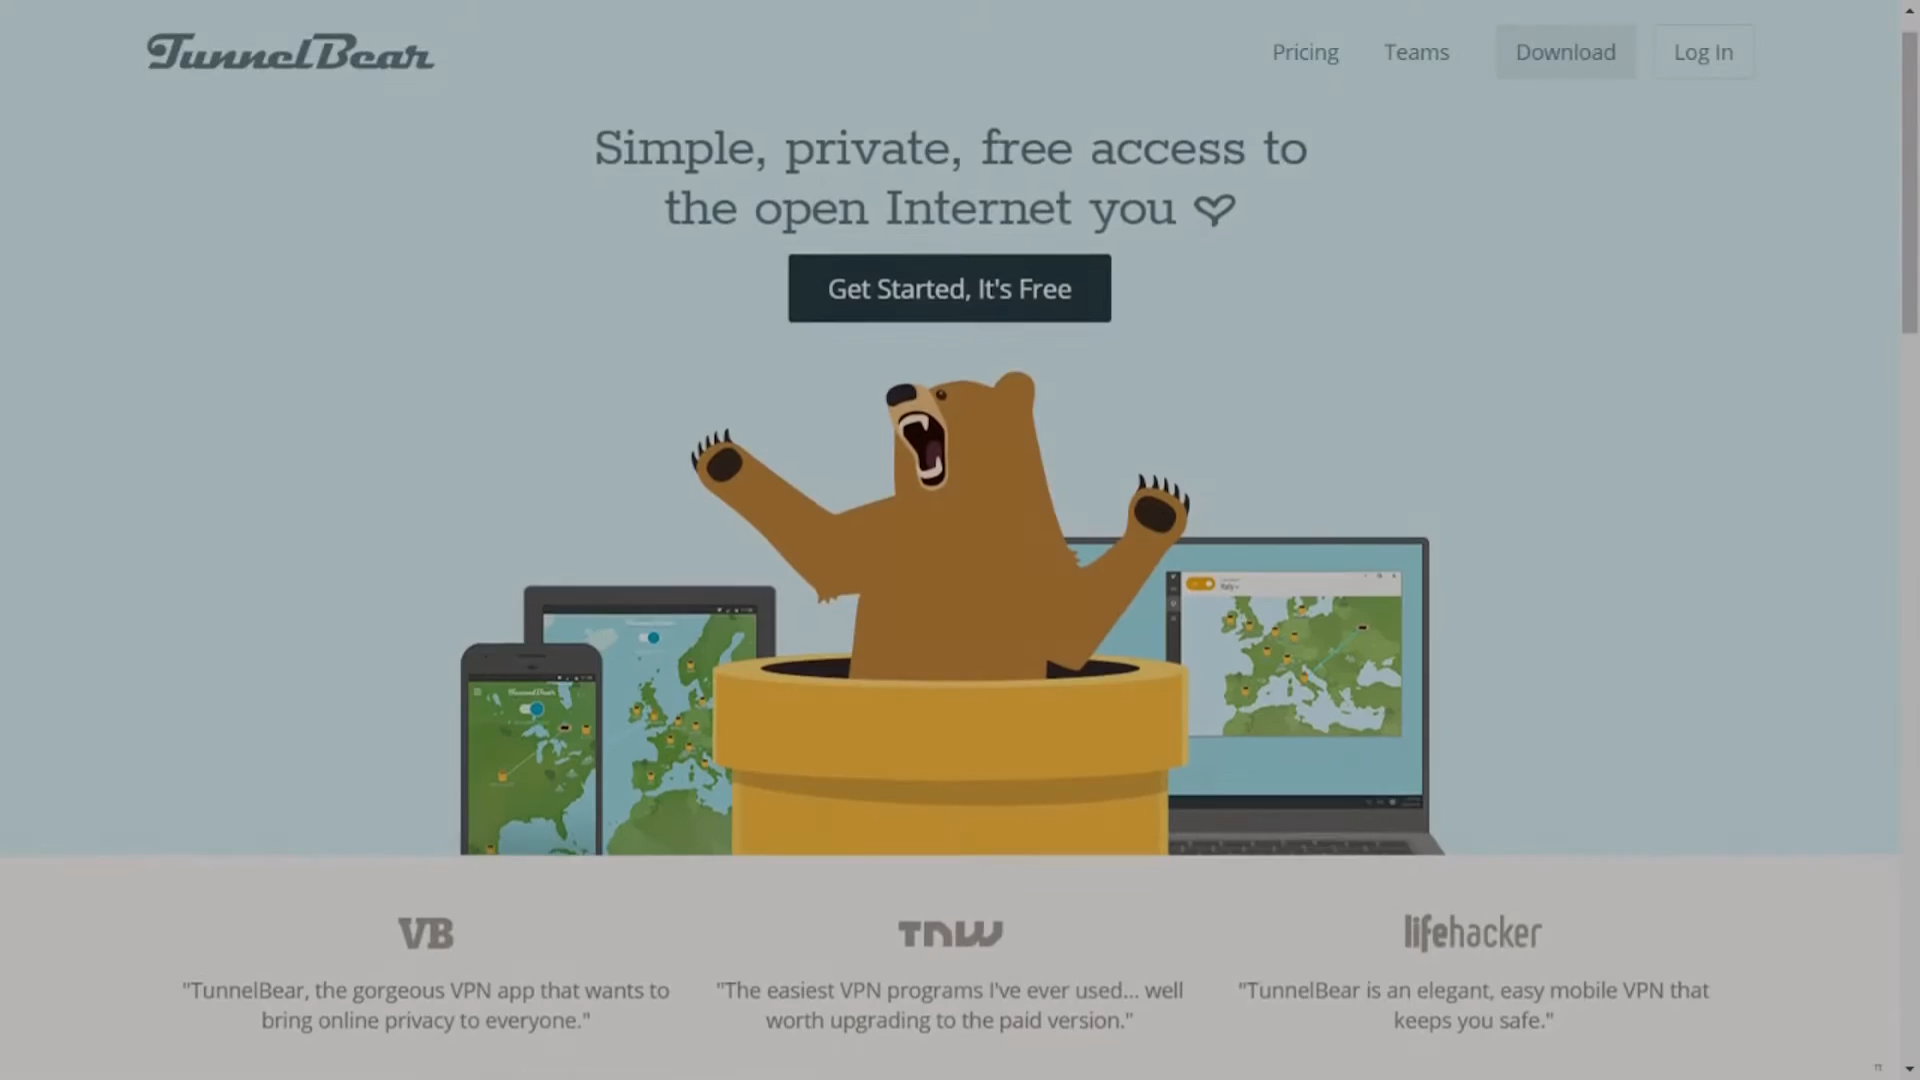 TunnelBear
Pricing
Teams
Download
Log In
Simple, private, free access to
the open Internet you
Get Started, It's Free
VB
TNW
lifehacker
"TunnelBear, the gorgeous VPN app that wants to
bring online privacy to everyone."
"The easiest VPN programs I've ever used... well
worth upgrading to the paid version."
"TunnelBear is an elegant, easy mobile VPN that
keeps you safe."